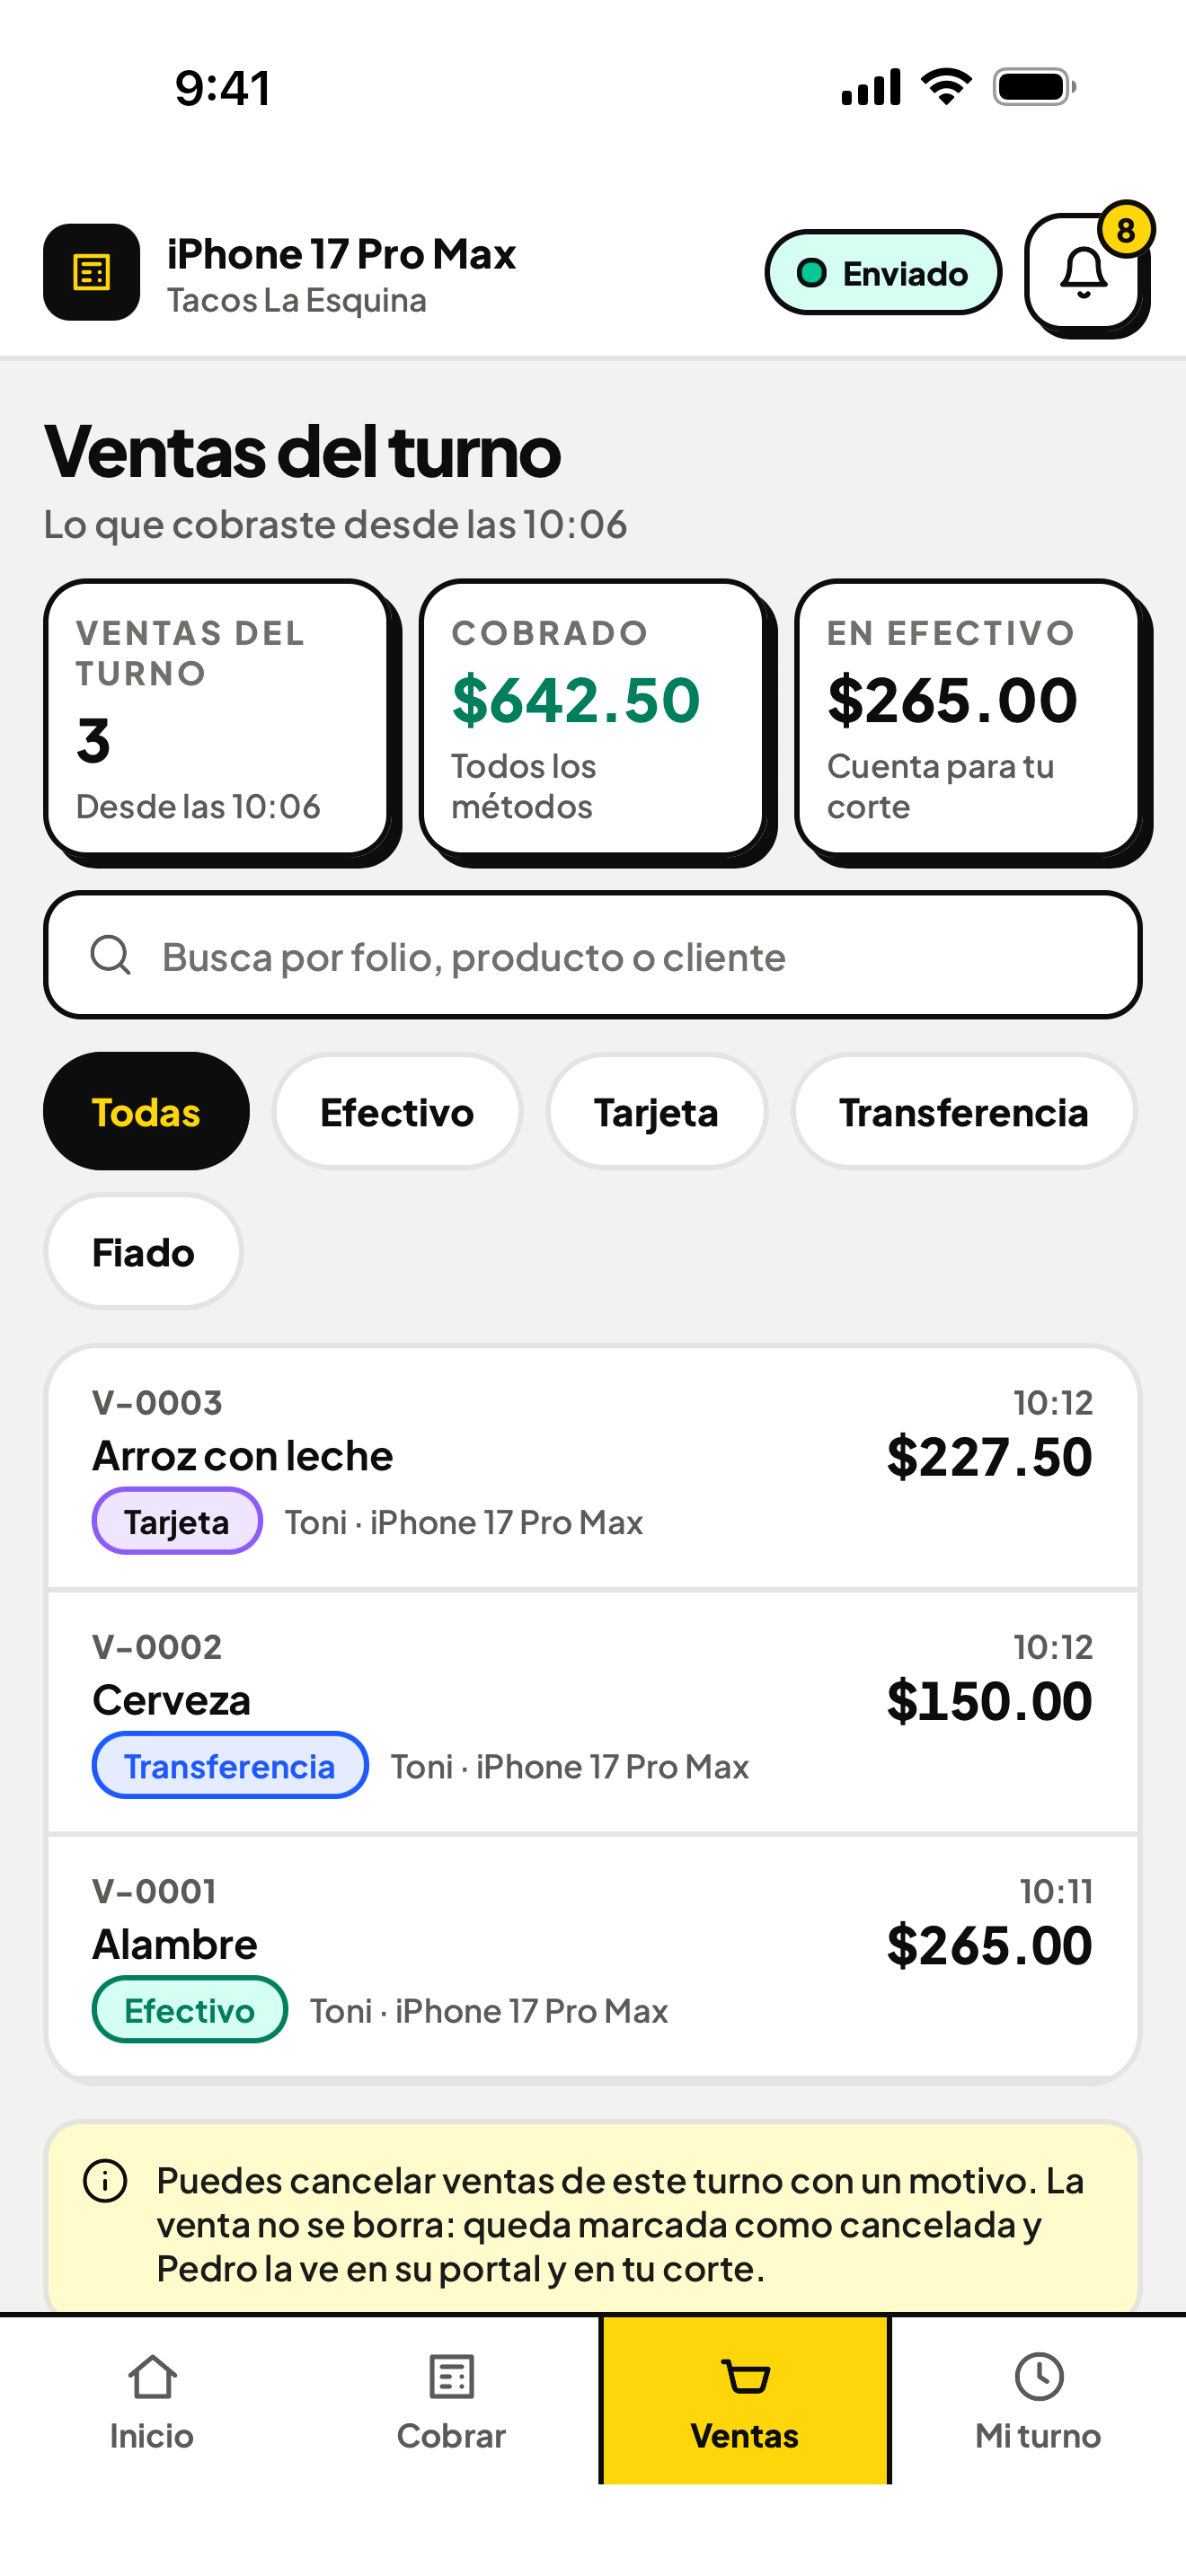 9:41
iPhone 17 Pro Max
Tacos La Esquina
Enviado
8
Ventas del turno
Lo que cobraste desde las 10:06
VENTAS DEL
TURNO
3
Desde las 10:06
COBRADO
$642.50
Todos los
métodos
EN EFECTIVO
$265.00
Cuenta para tu
corte
Busca por folio, producto o cliente
Todas
Efectivo
Tarjeta
Transferencia
Fiado
V-0003
10:12
Arroz con leche
$227.50
Tarjeta
Toni · iPhone 17 Pro Max
V-0002
10:12
Cerveza
$150.00
Transferencia
Toni · iPhone 17 Pro Max
V-0001
10:11
Alambre
$265.00
Efectivo
Toni · iPhone 17 Pro Max
Puedes cancelar ventas de este turno con un motivo. La
venta no se borra: queda marcada como cancelada y
Pedro la ve en su portal y en tu corte.
Inicio
Cobrar
Ventas
Mi turno